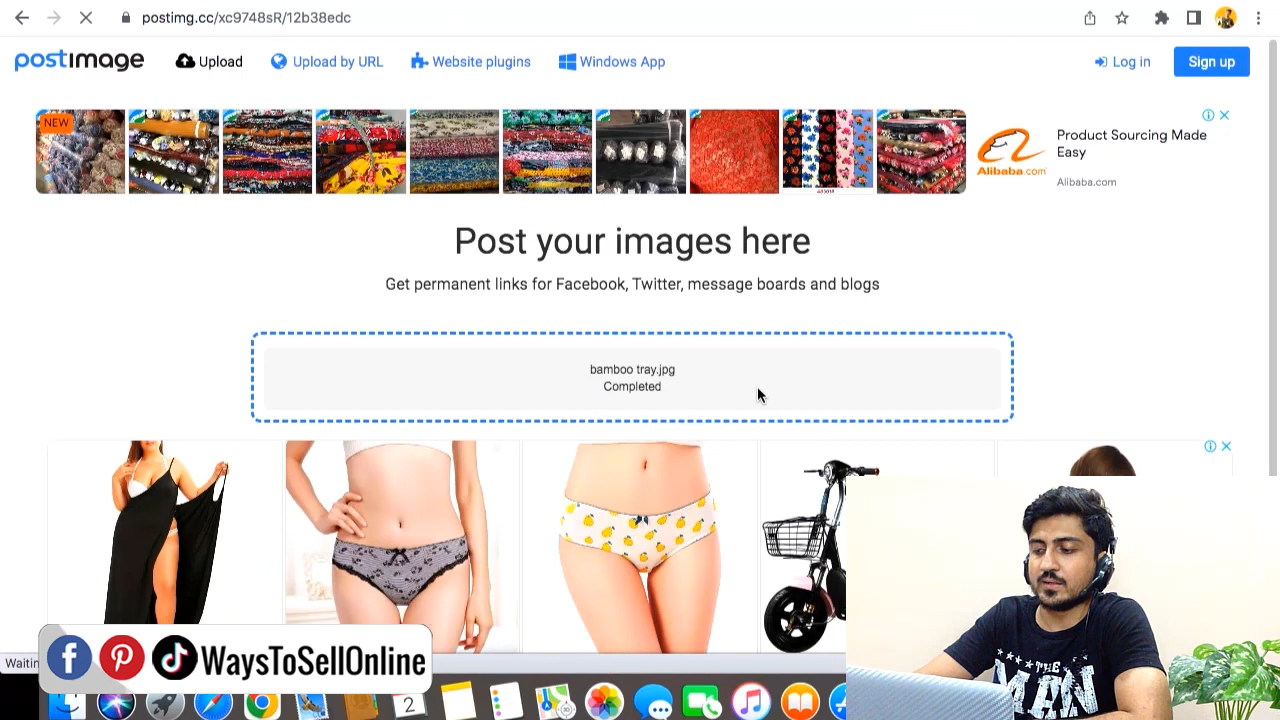 postimg.cc/xc9748sR/12b38edc
postimage Upload Upload by URL Website plugins Windows App Log in Sign up
NEW
Product Sourcing Made
Easy
Alibaba.com
Alibaba.com
Post your images here
Get permanent links for Facebook, Twitter, message boards and blogs
bamboo tray.jpg
Completed
WaysToSellOnline
Waitin
THE
MAN
2